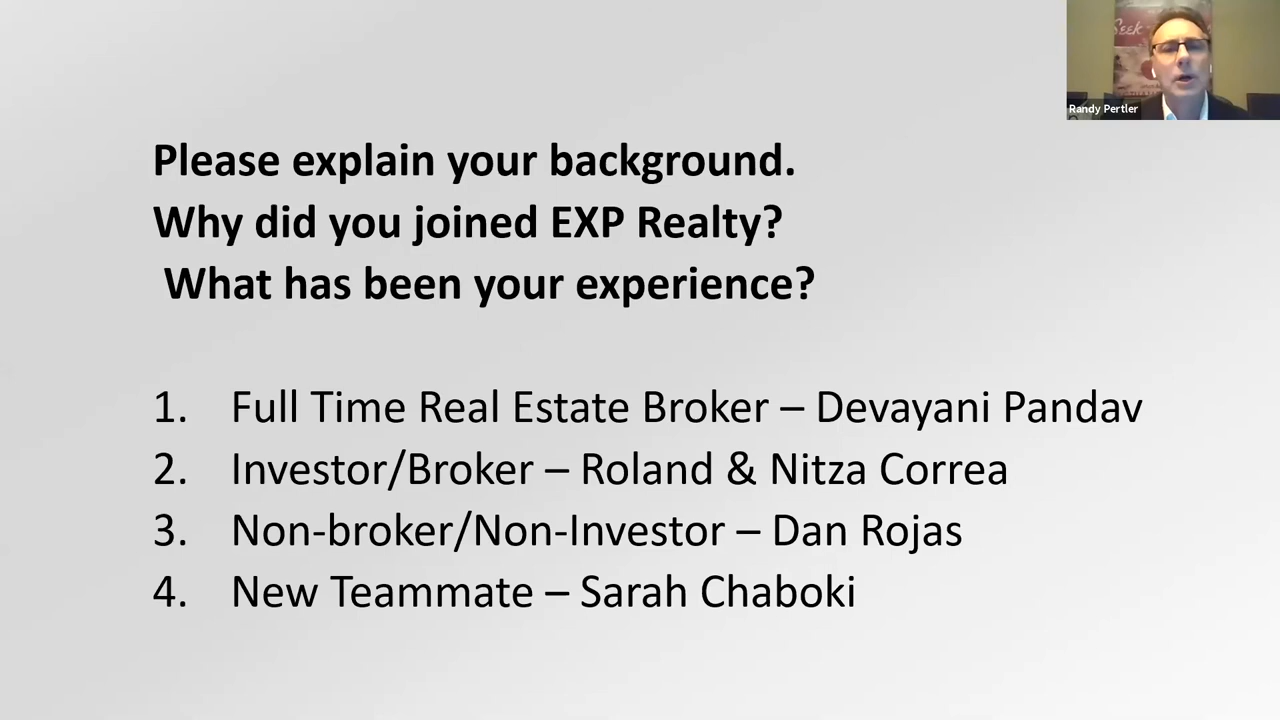 Seek
Randy Pertler
Please explain your background.
Why did you joined EXP Realty?
What has been your experience?
1. Full Time Real Estate Broker – Devayani Pandav
2. Investor/Broker – Roland & Nitza Correa
3. Non-broker/Non-Investor – Dan Rojas
4. New Teammate – Sarah Chaboki